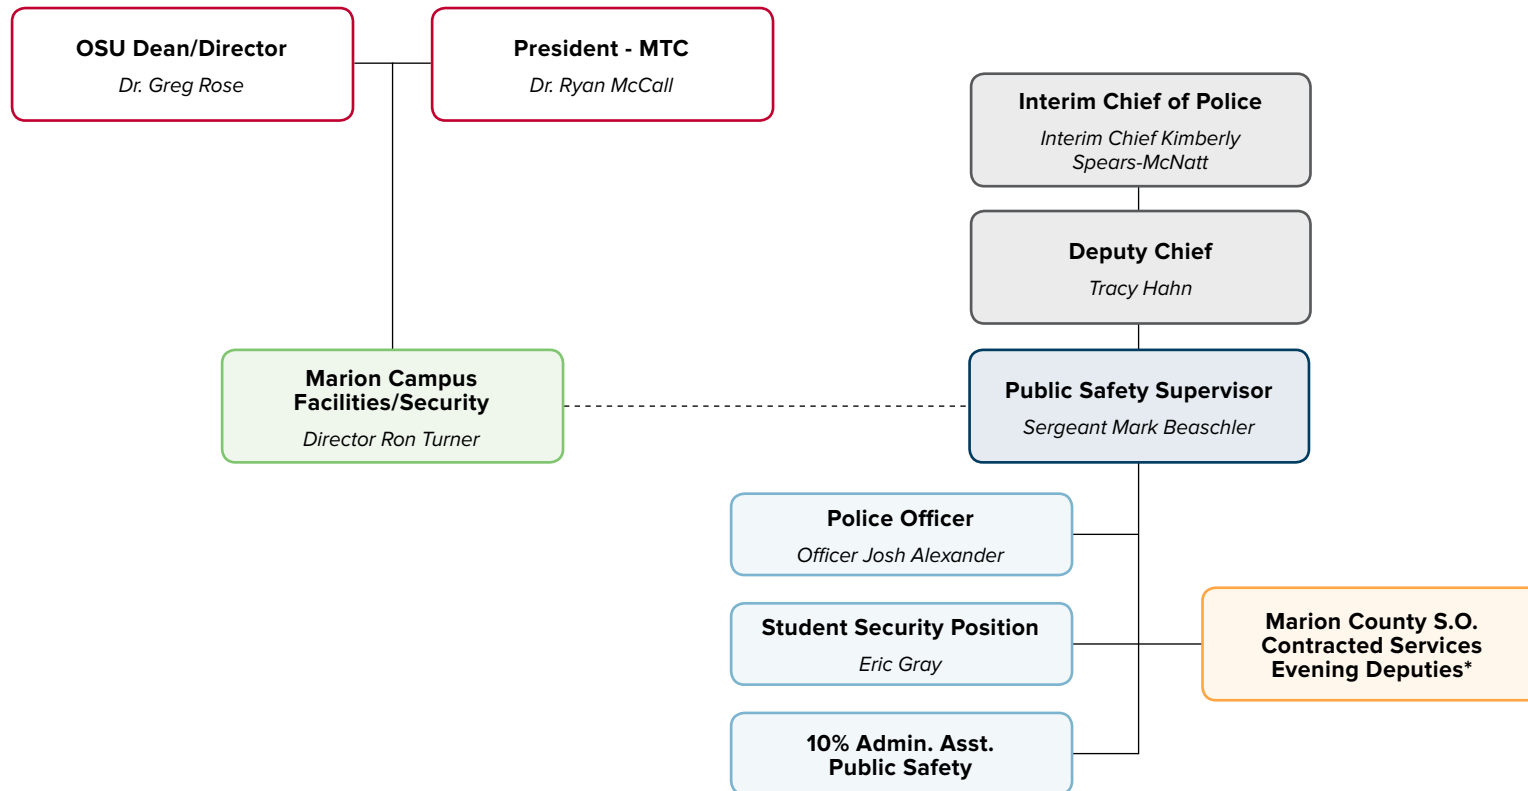 OSU Dean/Director
Dr. Greg Rose
President - MTC
Dr. Ryan McCall
Interim Chief of Police
Interim Chief Kimberly
Spears-McNatt
Deputy Chief
Tracy Hahn
Marion Campus
Facilities/Security
Director Ron Turner
Public Safety Supervisor
Sergeant Mark Beaschler
Police Officer
Officer Josh Alexander
Student Security Position
Eric Gray
Marion County S.O.
Contracted Services
Evening Deputies*
10% Admin. Asst.
Public Safety